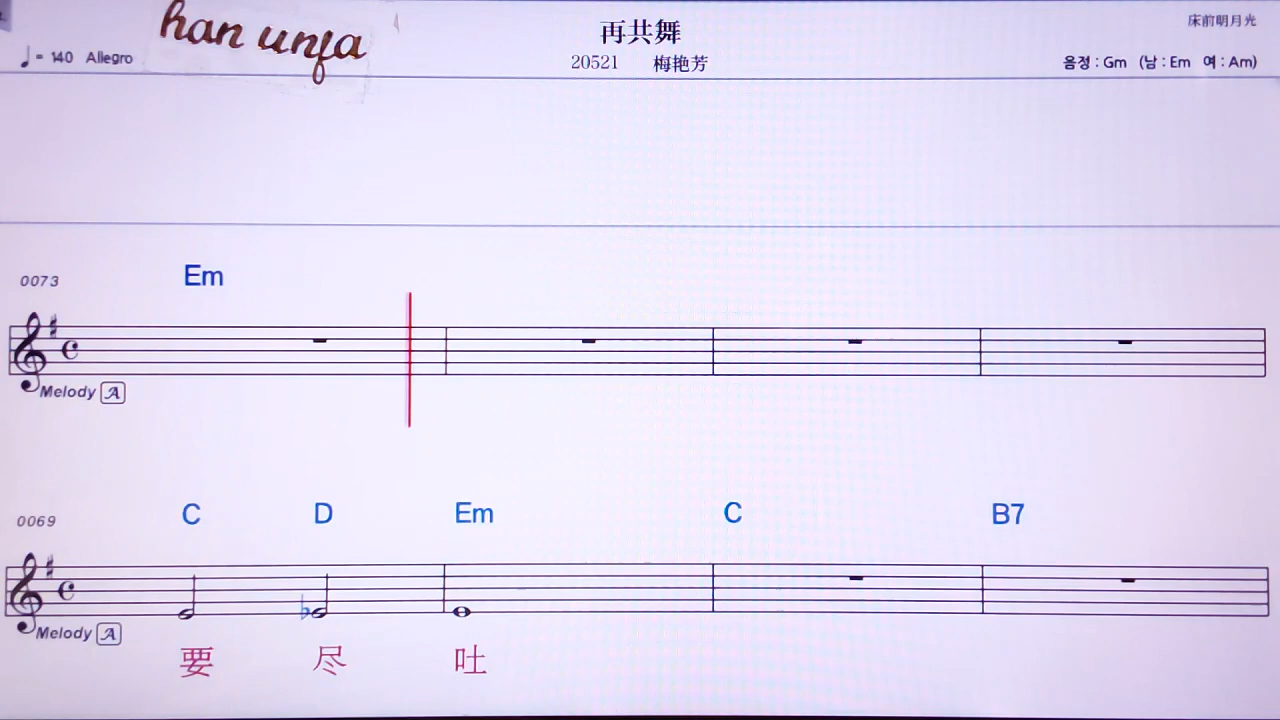 han unfa
♩= 140 Allegro
再共舞
20521 梅艳芳
床前明月光
음정 : Gm (남 : Em 여 : Am)
0073 Em
Melody A
0069 C D Em C B7
Melody A
要 尽 吐